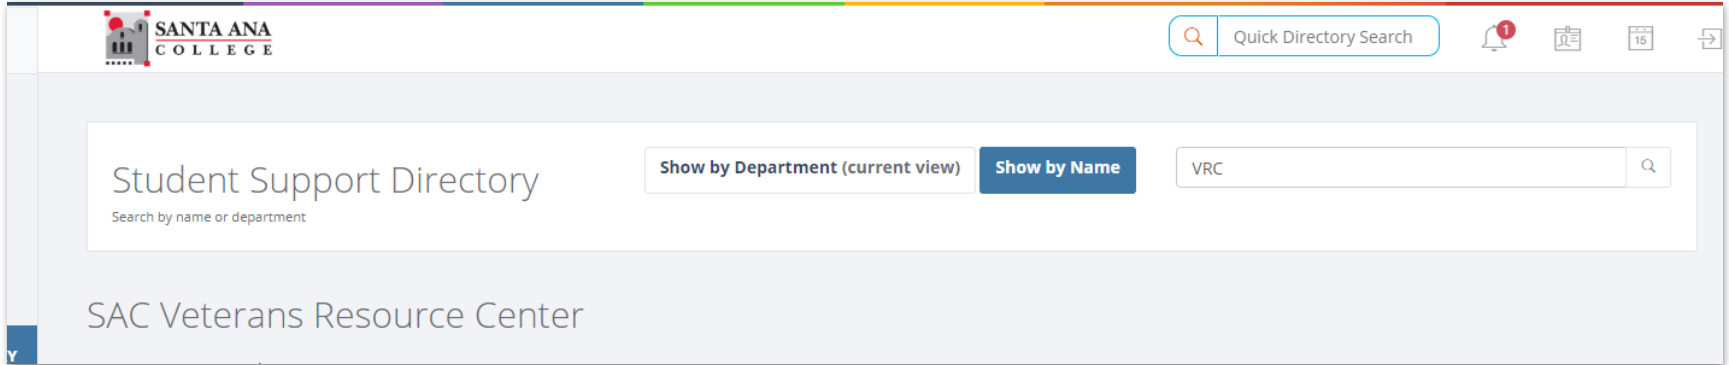 SANTA ANA
COLLEGE
Quick Directory Search
1
15
Student Support Directory
Search by name or department
Show by Department (current view)
Show by Name
VRC
SAC Veterans Resource Center
Y